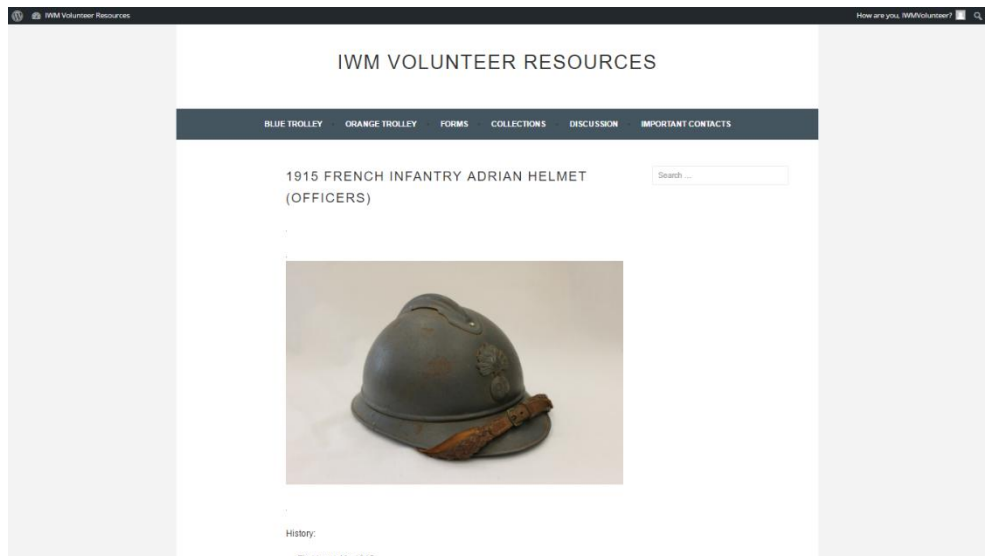 IWM Volunteer Resources
How are you, IWMVolunteer?
IWM VOLUNTEER RESOURCES
BLUE TROLLEY
ORANGE TROLLEY
FORMS
COLLECTIONS
DISCUSSION
IMPORTANT CONTACTS
1915 FRENCH INFANTRY ADRIAN HELMET
(OFFICERS)
Search ...
History: